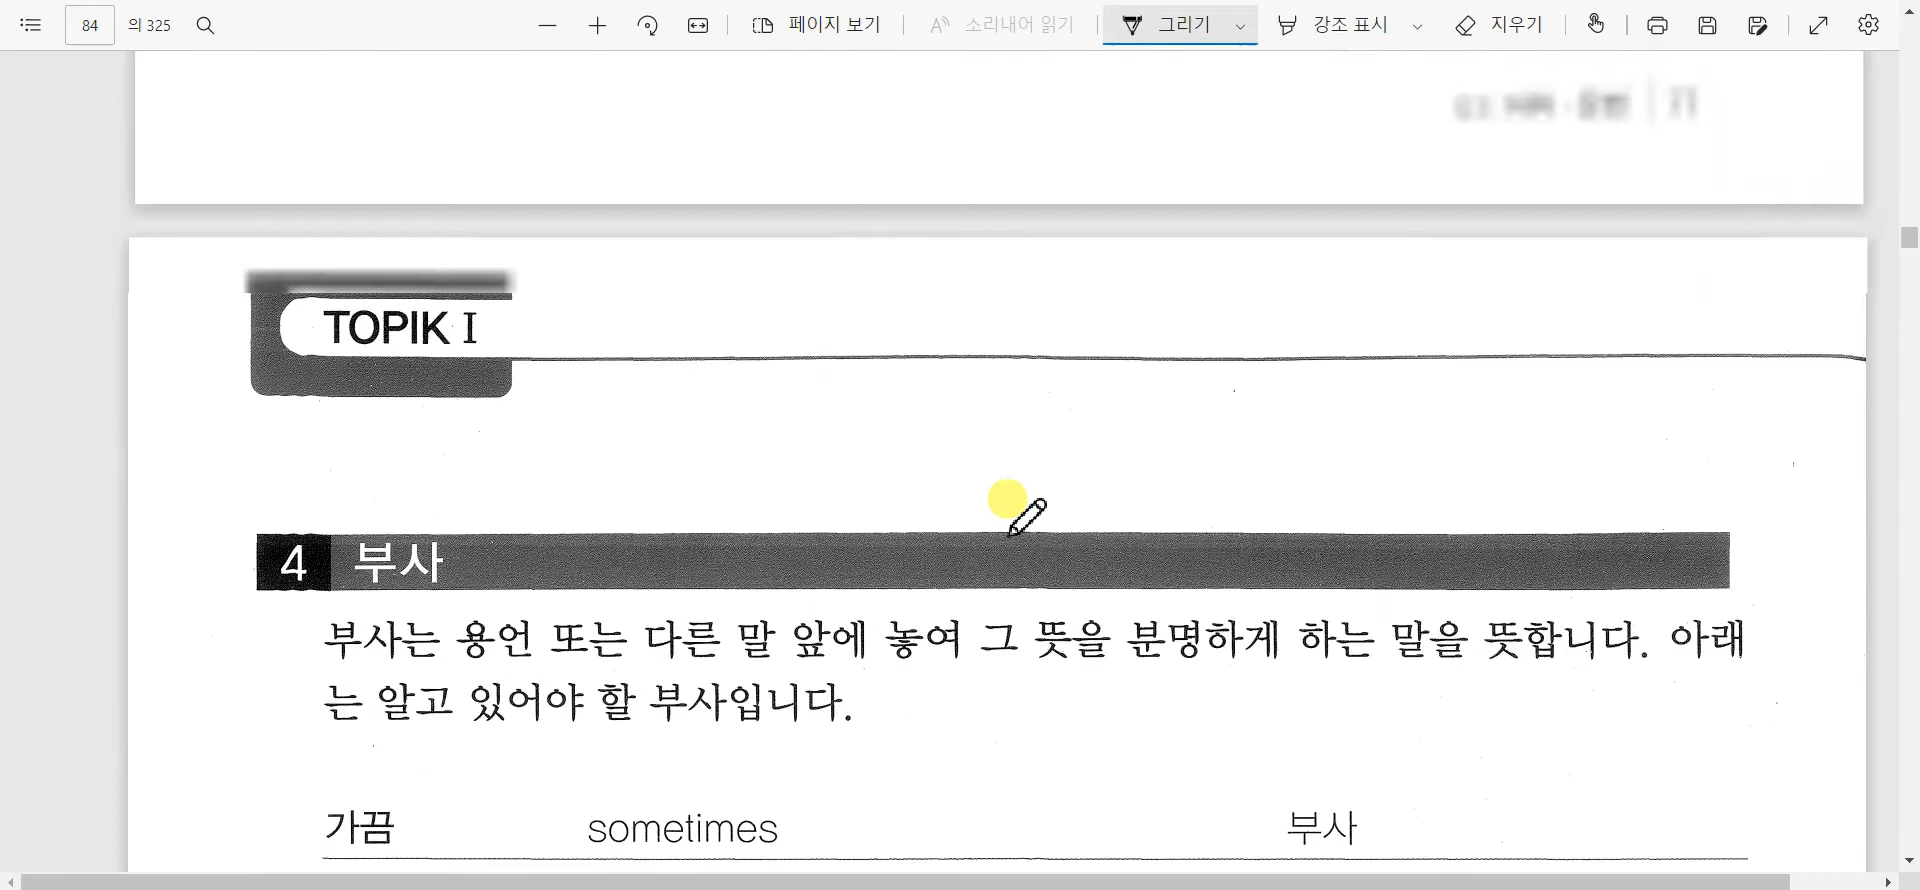 84 의 325 페이지 보기 소리내어 읽기 그리기 강조 표시 지우기
TOPIK I
4 부사
부사는 용언 또는 다른 말 앞에 놓여 그 뜻을 분명하게 하는 말을 뜻합니다. 아래
는 알고 있어야 할 부사입니다.
가끔 sometimes 부사